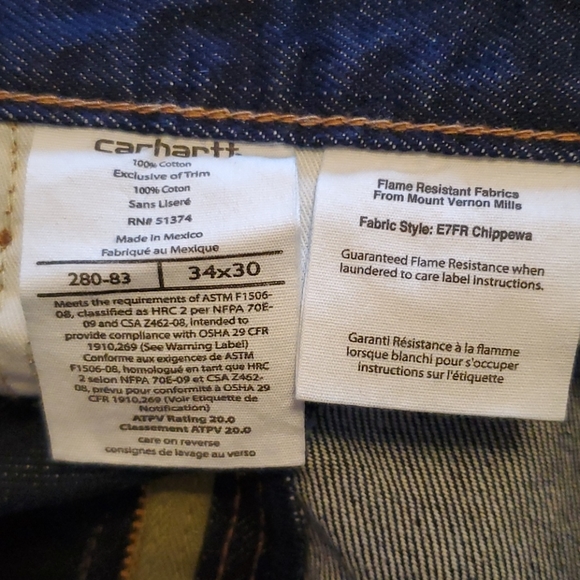 carhartt
100% Cotton
Exclusive of Trim
100% Coton
Sans Liseré
RN# 51374
Made in Mexico
Fabriqué au Mexique
280-83 34x30
Meets the requirements of ASTM F1506-
08, classified as HRC 2 per NFPA 70E-
09 and CSA Z462-08, intended to
provide compliance with OSHA 29 CFR
1910,269 (See Warning Label)
Conforme aux exigences de ASTM
F1506-08, homologué en tant que HRC
2 selon NFPA 70E-09 et CSA Z462-
08, prévu pour conformité à OSHA 29
CFR 1910,269 (Voir Etiquette de
Notification)
ATPV Rating 20.0
Classement ATPV 20.0
care on reverse
consignes de lavage au verso
Flame Resistant Fabrics
From Mount Vernon Mills
Fabric Style: E7FR Chippewa
Guaranteed Flame Resistance when
laundered to care label instructions.
Garanti Résistance à la flamme
lorsque blanchi pour s'occuper
instructions sur l'étiquette